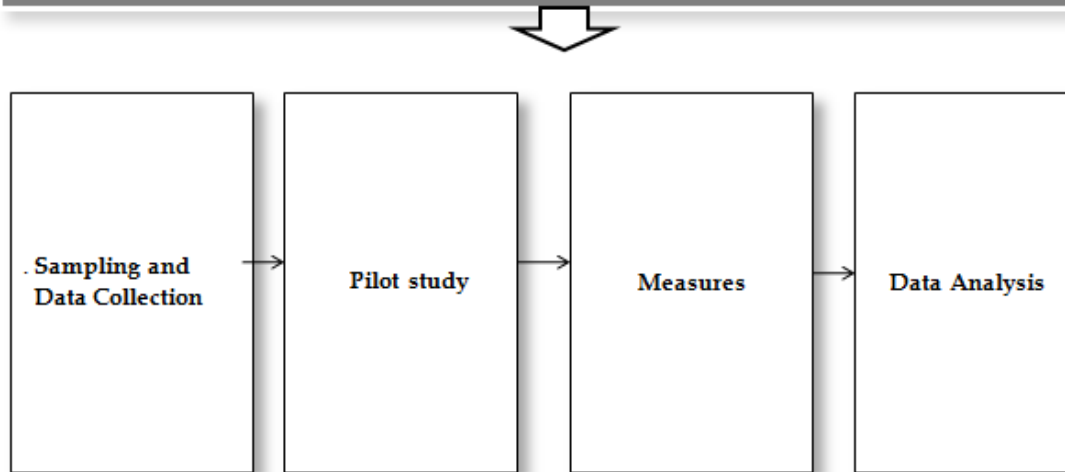 . Sampling and
Data Collection
Pilot study
Measures
Data Analysis